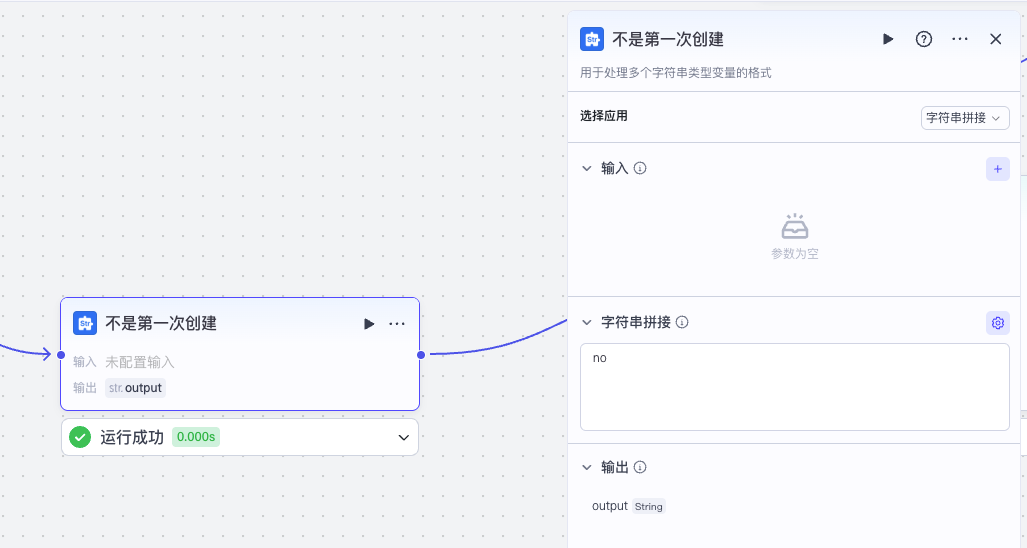 不是第一次创建
用于处理多个字符串类型变量的格式
选择应用
字符串拼接
输入
参数为空
字符串拼接
no
输出
output String
Str
不是第一次创建
输入 未配置输入
输出 str. output
运行成功 0.000s